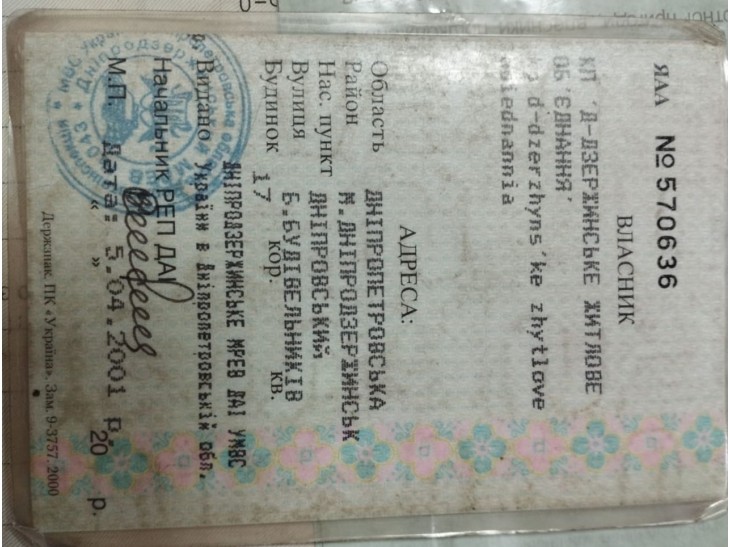 ЯАА № 570636
ВЛАСНИК
КП 'Д-ДЗЕРЖИНСЬКЕ ЖИТЛОВЕ
ОБ'ЄДНАННЯ'
d-dzerzhyns'ke zhytlove
АДРЕСА:
Область ДНІПРОПЕТРОВСЬКА
Район М.ДНІПРОДЗЕРЖИНСЬК
Нас. пункт ДНІПРОВСЬКИЙ
Вулиця Б.БУДІВЕЛЬНИКІВ
Будинок 17 кор. кв.
ДНІПРОДЗЕРЖИНСЬКЕ МРЕВ ДАІ УМВС
Видано України в Дніпропетровській обл.
Начальник РЕП ДАІ
М.П. Дата: 5.04.2001 р.
« » 20 р.
Держзнак. ПК «Україна». Зам. 9-3757. 2000